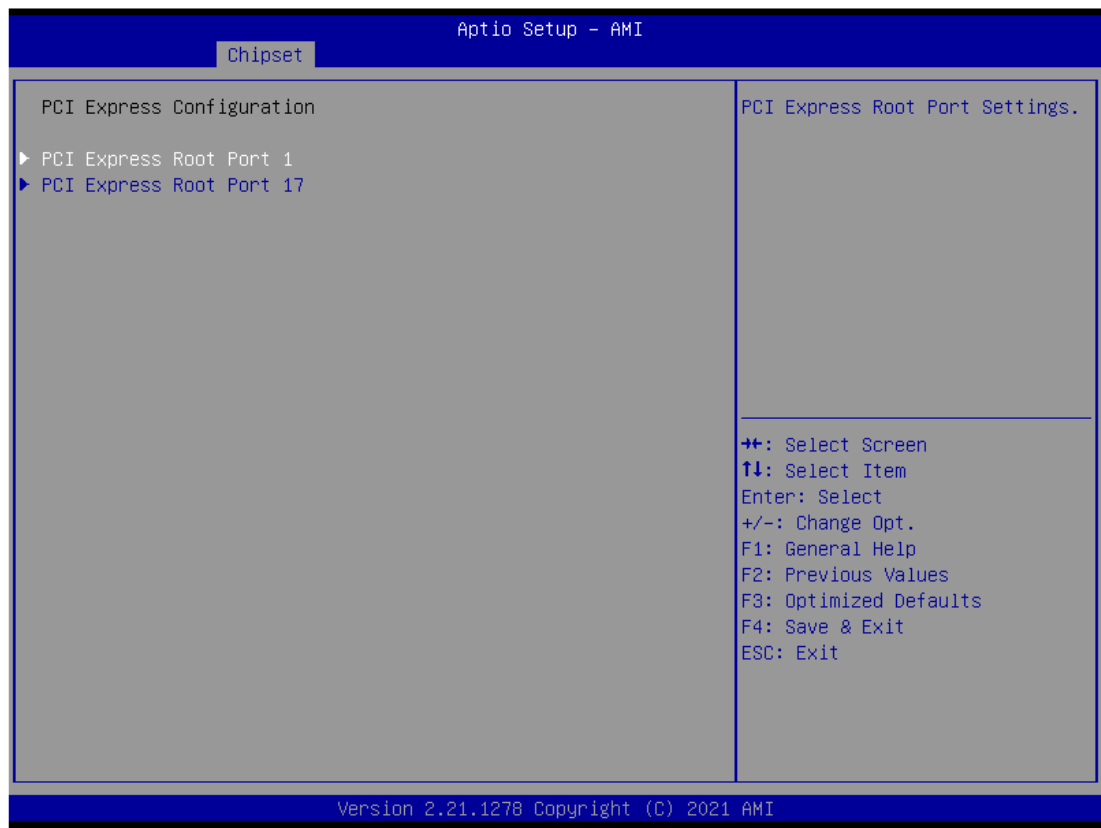 Aptio Setup – AMI
Chipset
PCI Express Configuration
▶ PCI Express Root Port 1
▶ PCI Express Root Port 17
PCI Express Root Port Settings.
→←: Select Screen
↑↓: Select Item
Enter: Select
+/-: Change Opt.
F1: General Help
F2: Previous Values
F3: Optimized Defaults
F4: Save & Exit
ESC: Exit
Version 2.21.1278 Copyright (C) 2021 AMI